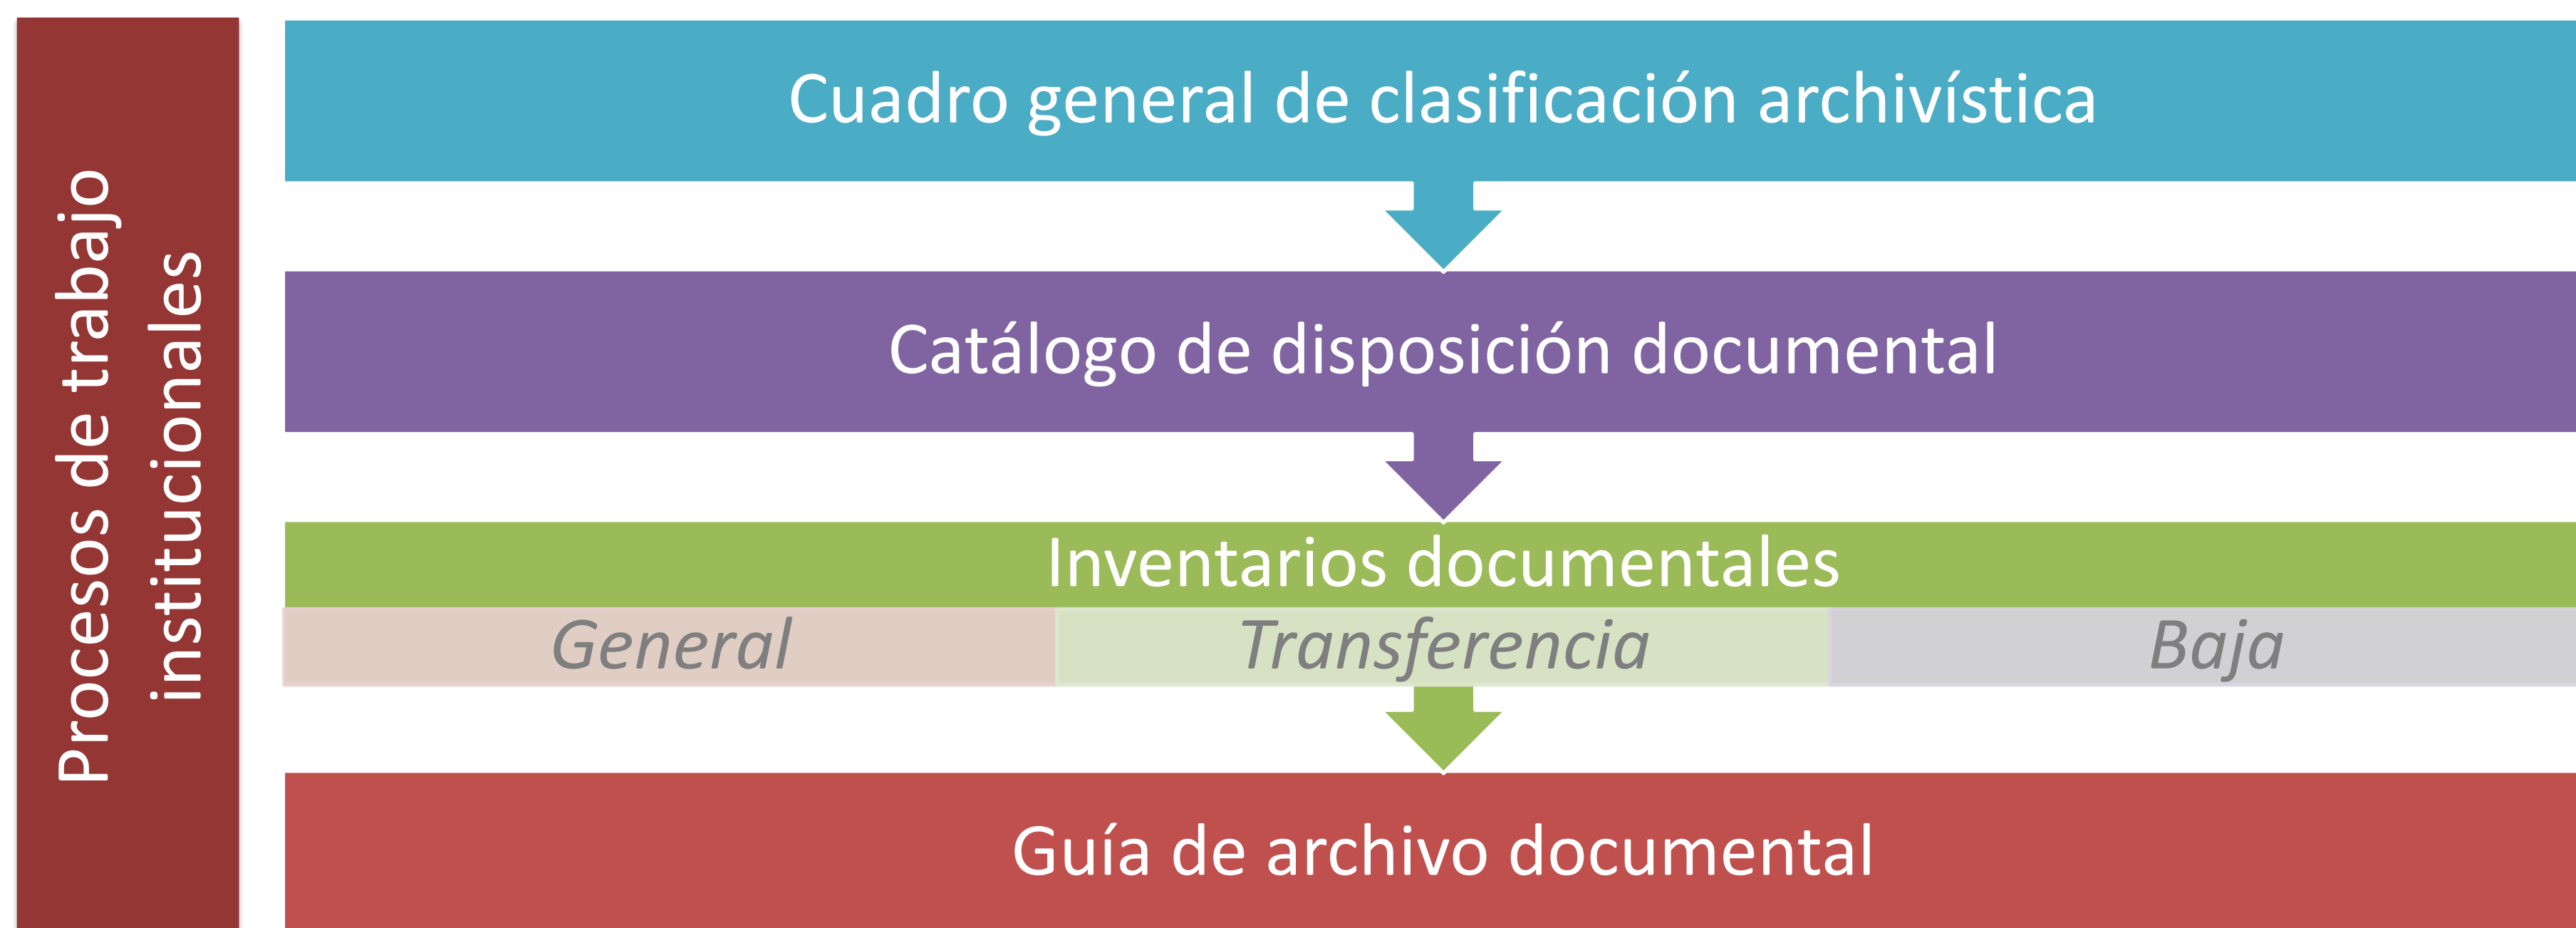 Procesos de trabajo
institucionales
Cuadro general de clasificación archivística
Catálogo de disposición documental
Inventarios documentales
General
Transferencia
Baja
Guía de archivo documental